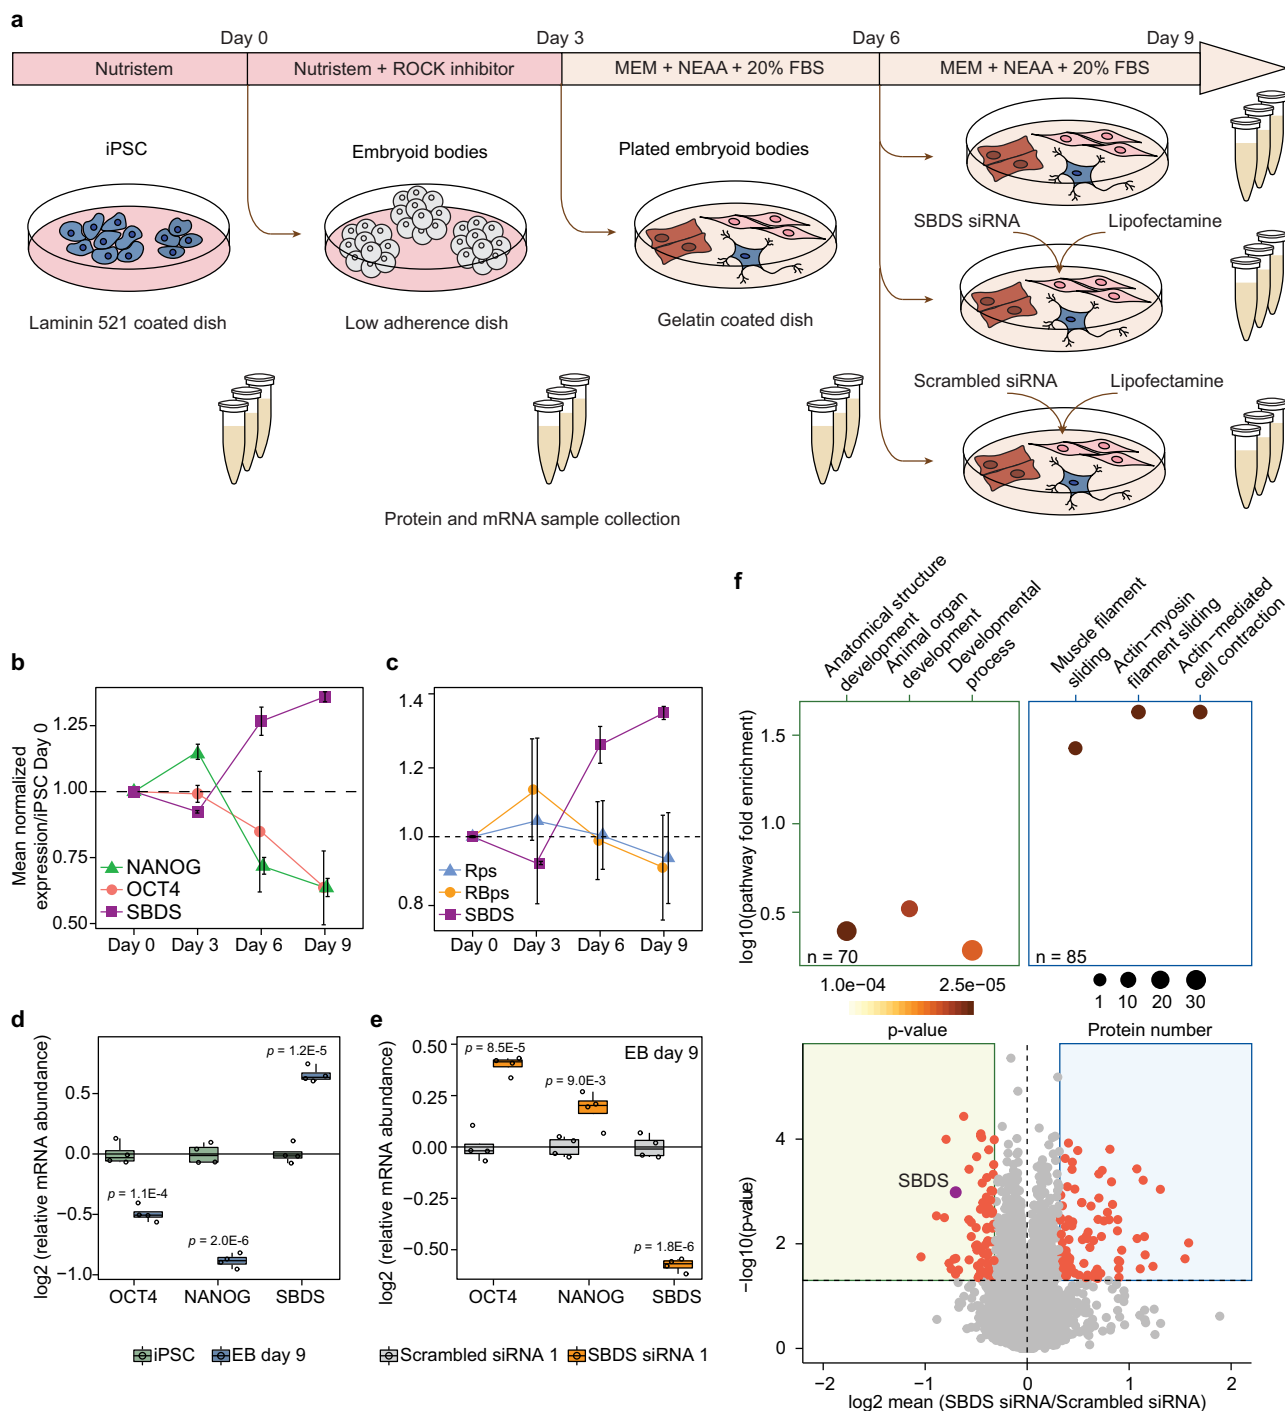 a
Day 0
Day 3
Day 6
Day 9
Nutristem
Nutristem + ROCK inhibitor
MEM + NEAA + 20% FBS
MEM + NEAA + 20% FBS
iPSC
Embryoid bodies
Plated embryoid bodies
SBDS siRNA
Lipofectamine
Laminin 521 coated dish
Low adherence dish
Gelatin coated dish
Scrambled siRNA
Lipofectamine
Protein and mRNA sample collection
b
Mean normalized
expression/iPSC Day 0
1.25
1.00
0.75
0.50
NANOG
OCT4
SBDS
Day 0
Day 3
Day 6
Day 9
c
1.4
1.2
1.0
0.8
Rps
RBps
SBDS
Day 0
Day 3
Day 6
Day 9
d
log2 (relative mRNA abundance)
0.5
0.0
−0.5
−1.0
p = 1.1E-4
p = 2.0E-6
p = 1.2E-5
OCT4
NANOG
SBDS
iPSC
EB day 9
e
log2 (relative mRNA abundance)
0.50
0.25
0.00
−0.25
−0.50
EB day 9
p = 8.5E-5
p = 9.0E-3
p = 1.8E-6
OCT4
NANOG
SBDS
Scrambled siRNA 1
SBDS siRNA 1
f
Anatomical structure
development
Animal organ
development
Developmental
process
Muscle filament
sliding
Actin−myosin
filament sliding
Actin−mediated
cell contraction
log10(pathway fold enrichment)
1.5
1.0
0.5
n = 70
n = 85
1.0e−04
2.5e−05
p−value
1
10
20
30
Protein number
−log10(p-value)
4
2
0
SBDS
−2
−1
0
1
2
log2 mean (SBDS siRNA/Scrambled siRNA)